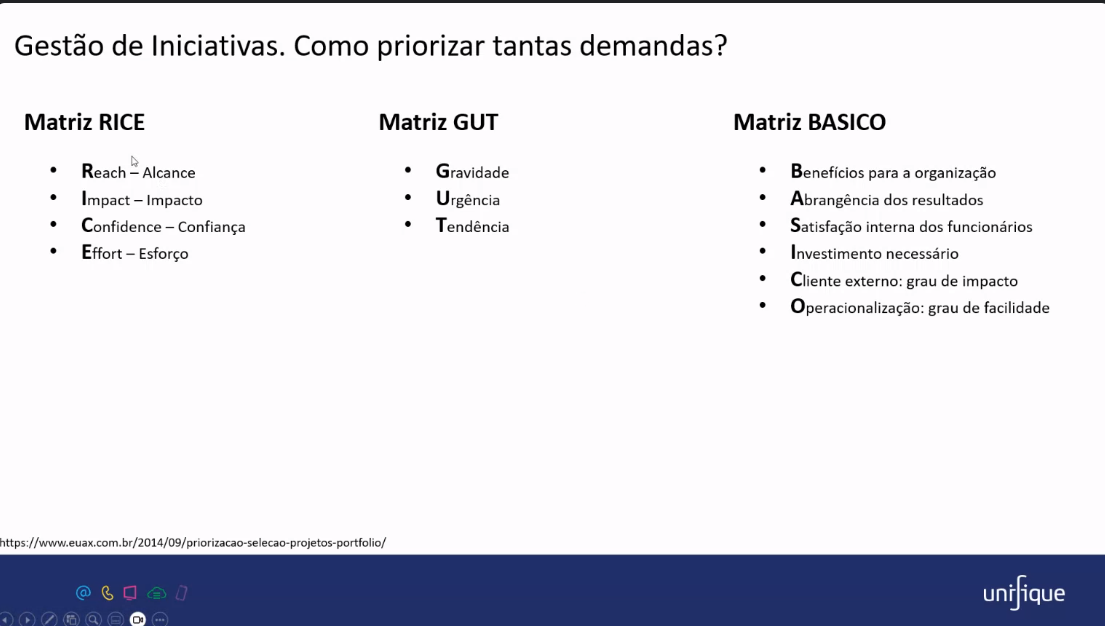 Gestão de Iniciativas. Como priorizar tantas demandas?
Matriz RICE
• Reach – Alcance
• Impact – Impacto
• Confidence – Confiança
• Effort – Esforço
Matriz GUT
• Gravidade
• Urgência
• Tendência
Matriz BASICO
• Benefícios para a organização
• Abrangência dos resultados
• Satisfação interna dos funcionários
• Investimento necessário
• Cliente externo: grau de impacto
• Operacionalização: grau de facilidade
https://www.euax.com.br/2014/09/priorizacao-selecao-projetos-portfolio/
unifique